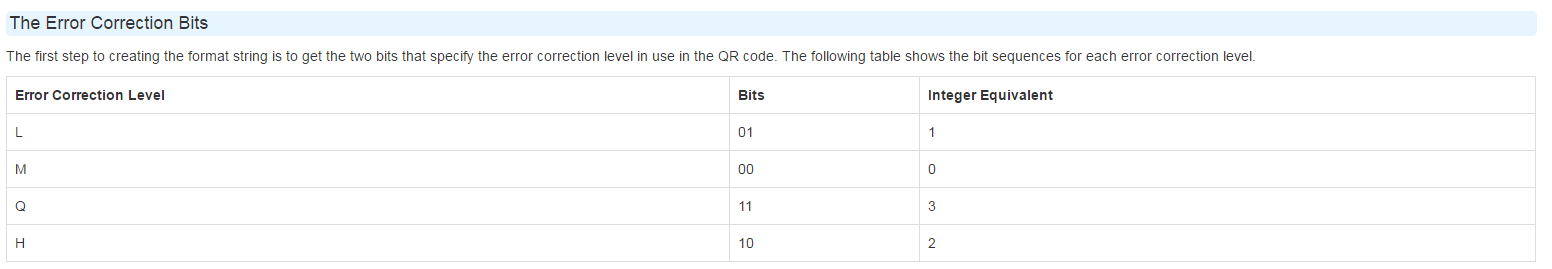 The Error Correction Bits
The first step to creating the format string is to get the two bits that specify the error correction level in use in the QR code. The following table shows the bit sequences for each error correction level.
Error Correction Level Bits Integer Equivalent
L 01 1
M 00 0
Q 11 3
H 10 2